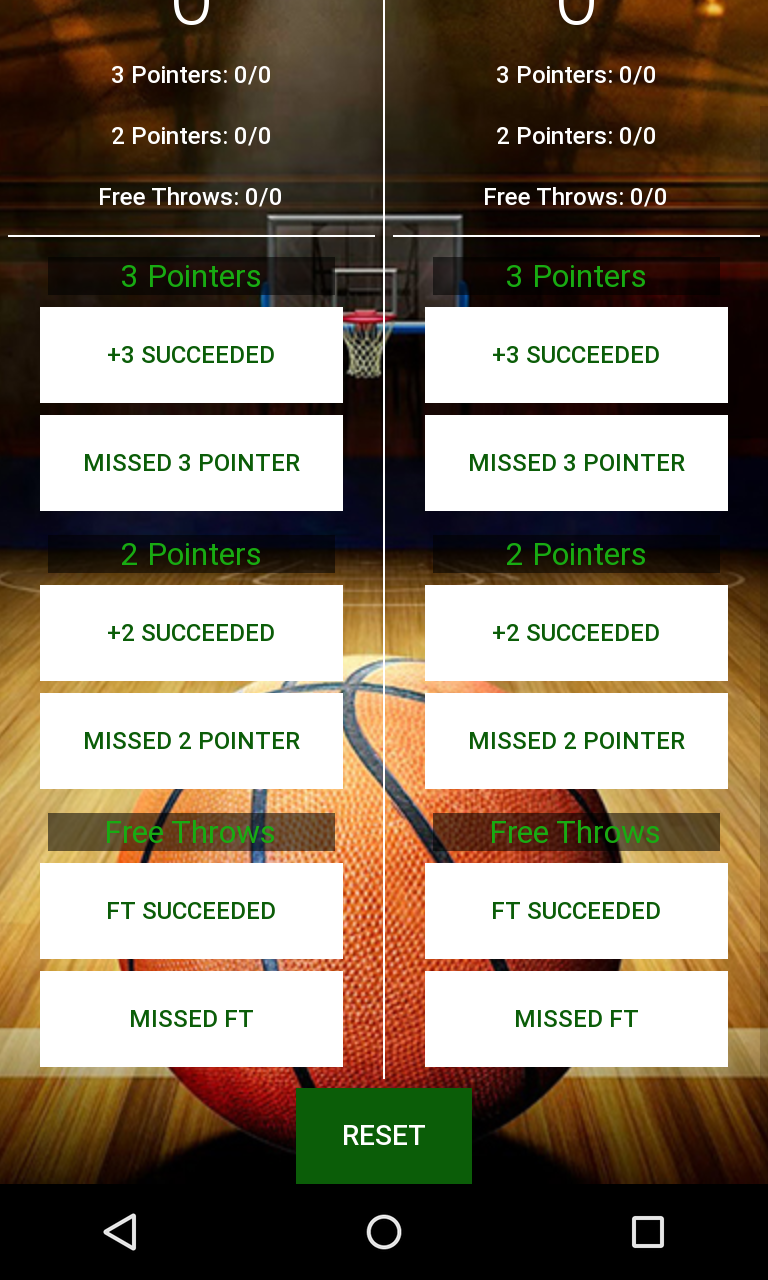 0
3 Pointers: 0/0
2 Pointers: 0/0
Free Throws: 0/0
3 Pointers
+3 SUCCEEDED
MISSED 3 POINTER
2 Pointers
+2 SUCCEEDED
MISSED 2 POINTER
Free Throws
FT SUCCEEDED
MISSED FT
0
3 Pointers: 0/0
2 Pointers: 0/0
Free Throws: 0/0
3 Pointers
+3 SUCCEEDED
MISSED 3 POINTER
2 Pointers
+2 SUCCEEDED
MISSED 2 POINTER
Free Throws
FT SUCCEEDED
MISSED FT
RESET